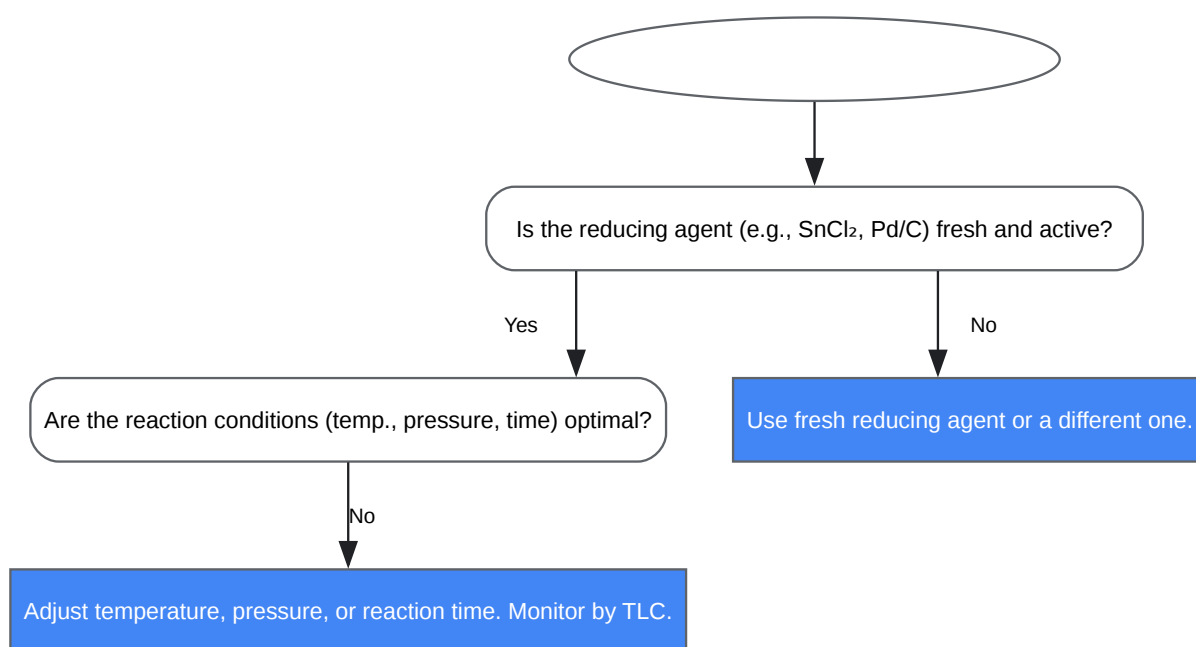 Is the reducing agent (e.g., SnCl₂, Pd/C) fresh and active?
Yes
No
Are the reaction conditions (temp., pressure, time) optimal?
Use fresh reducing agent or a different one.
No
Adjust temperature, pressure, or reaction time. Monitor by TLC.